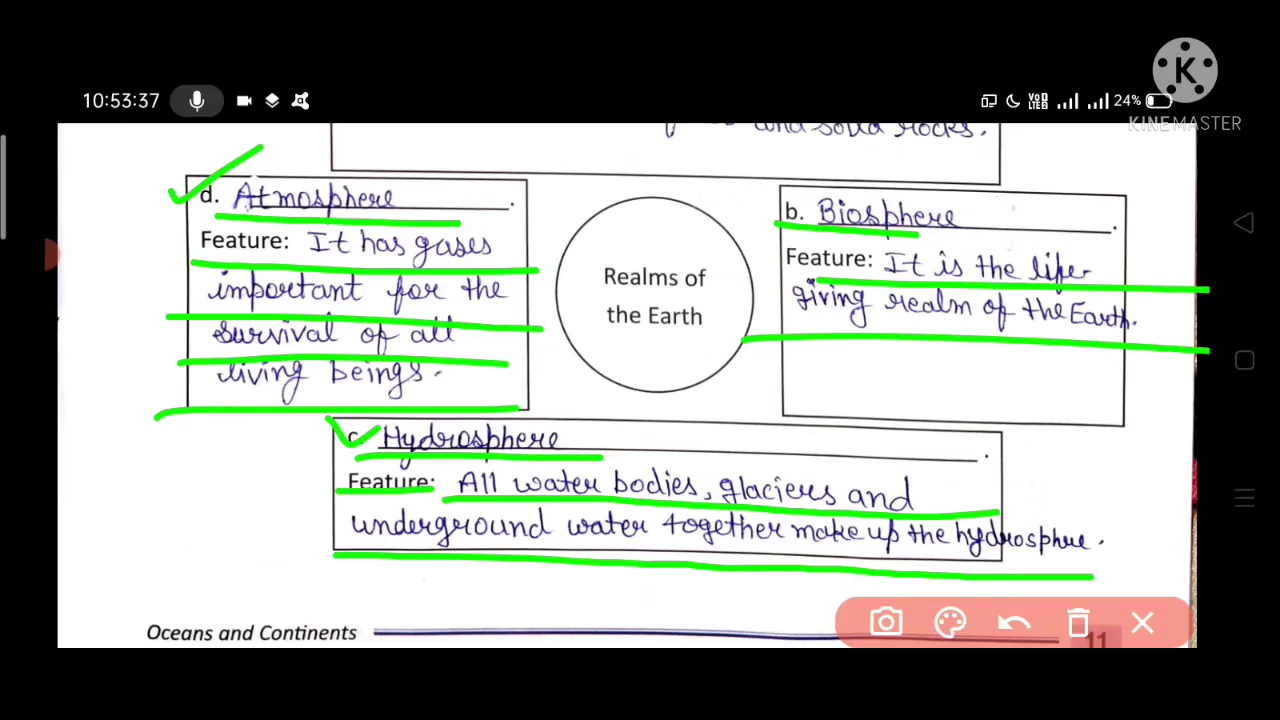 10:53:37
VoD LTE2 24%
KINEMASTER
and solid rocks.
d. Atmosphere.
Feature: It has gases
important for the
survival of all
living beings.
Realms of
the Earth
b. Biosphere.
Feature: It is the life-
giving realm of the Earth.
c. Hydrosphere.
Feature: All water bodies, glaciers and
underground water together make up the hydrosphere.
Oceans and Continents
11